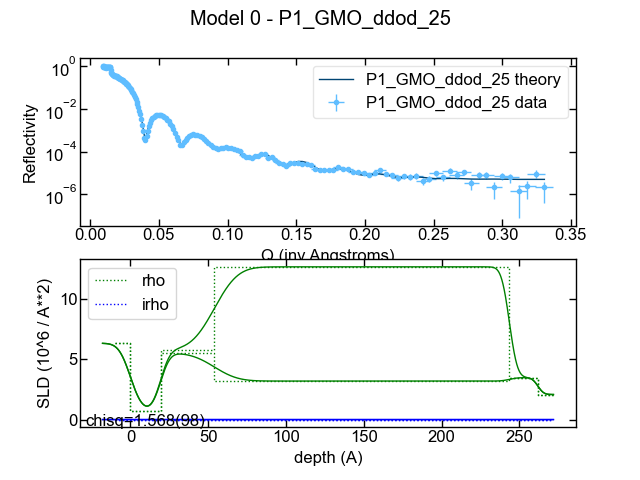 Model 0 - P1_GMO_ddod_25
10^0
10^-2
10^-4
10^-6
Reflectivity
P1_GMO_ddod_25 theory
P1_GMO_ddod_25 data
0.00 0.05 0.10 0.15 0.20 0.25 0.30 0.35
Q (inv Angstroms)
10
5
0
SLD (10^6 / A**2)
rho
irho
chisq=1.568(98)
0 50 100 150 200 250
depth (A)